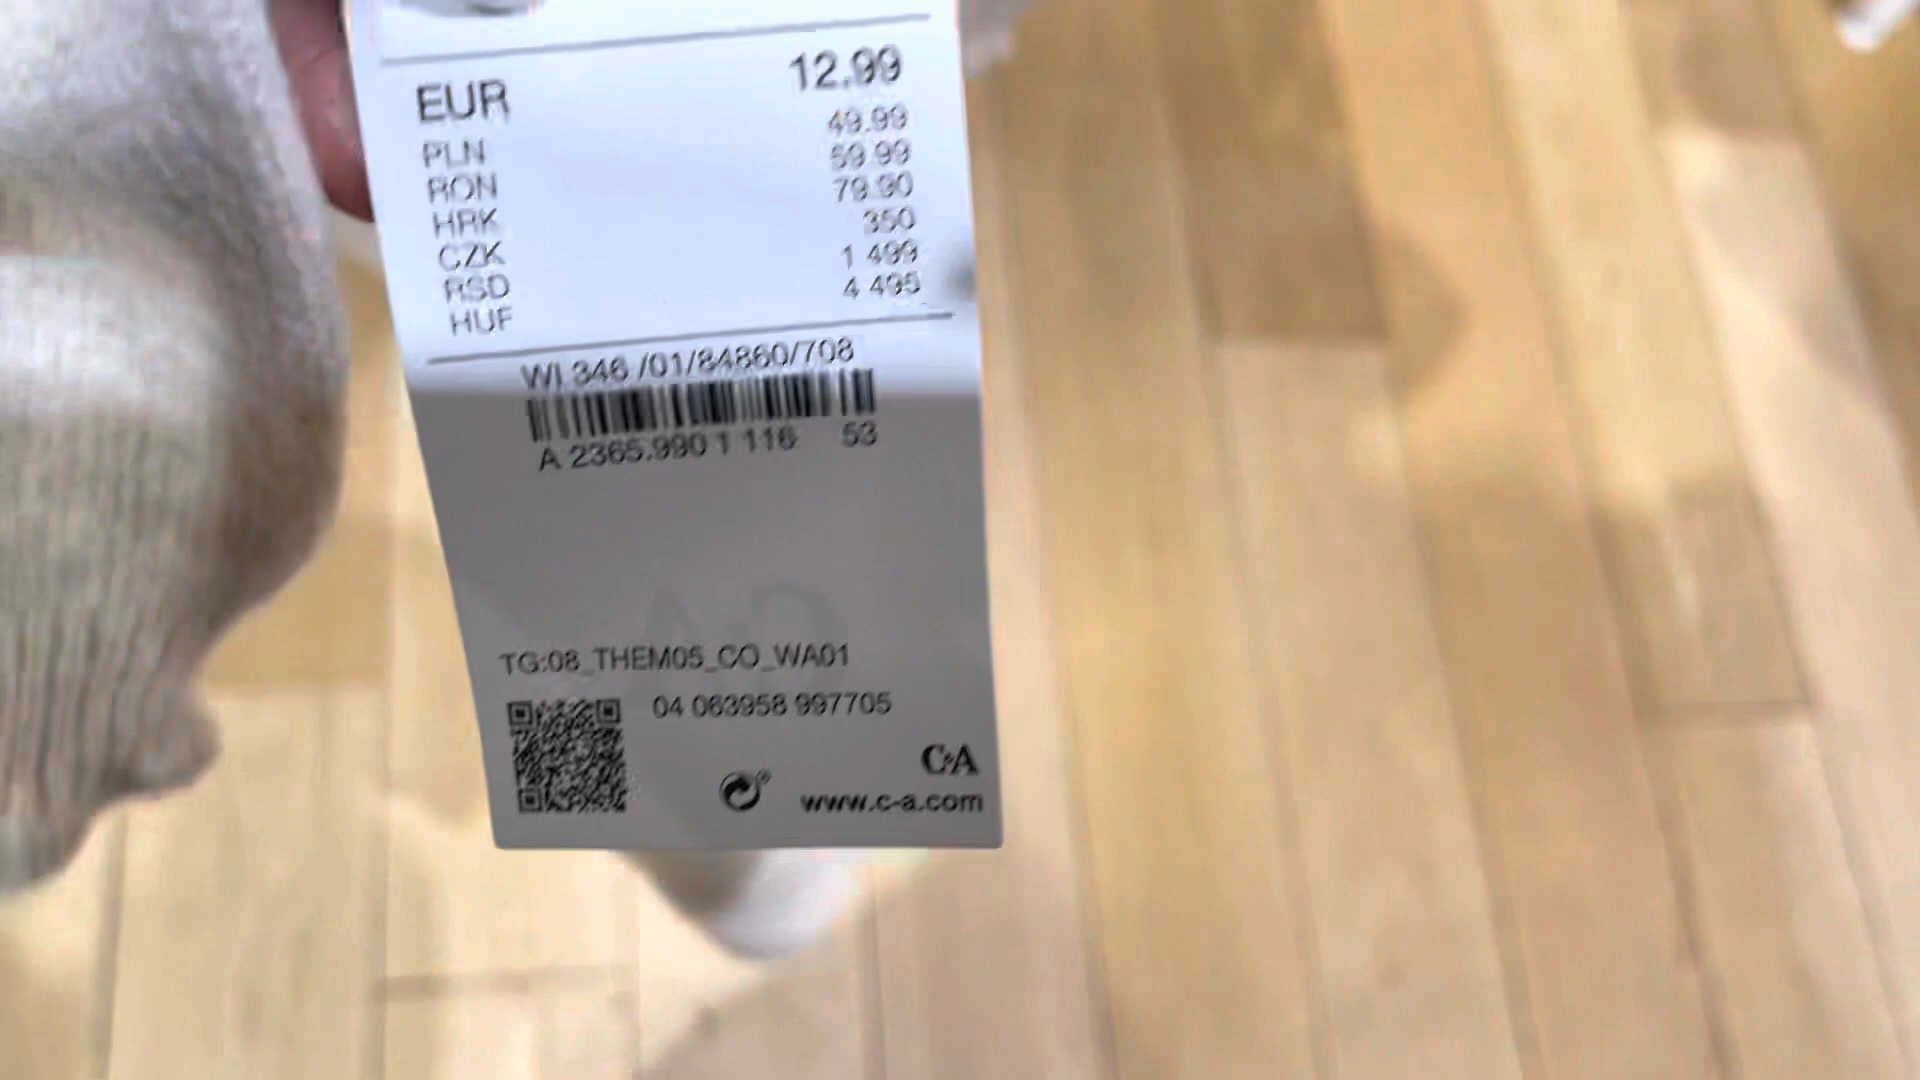 EUR 12.99
PLN 49.99
RON 59.99
HRK 79.90
CZK 350
RSD 1 499
HUF 4 495
WI 346 /01/84860/708
A 2365.990 1 116 53
TG:08_THEM05_CO_WA01
04 063958 997705
C&A
www.c-a.com